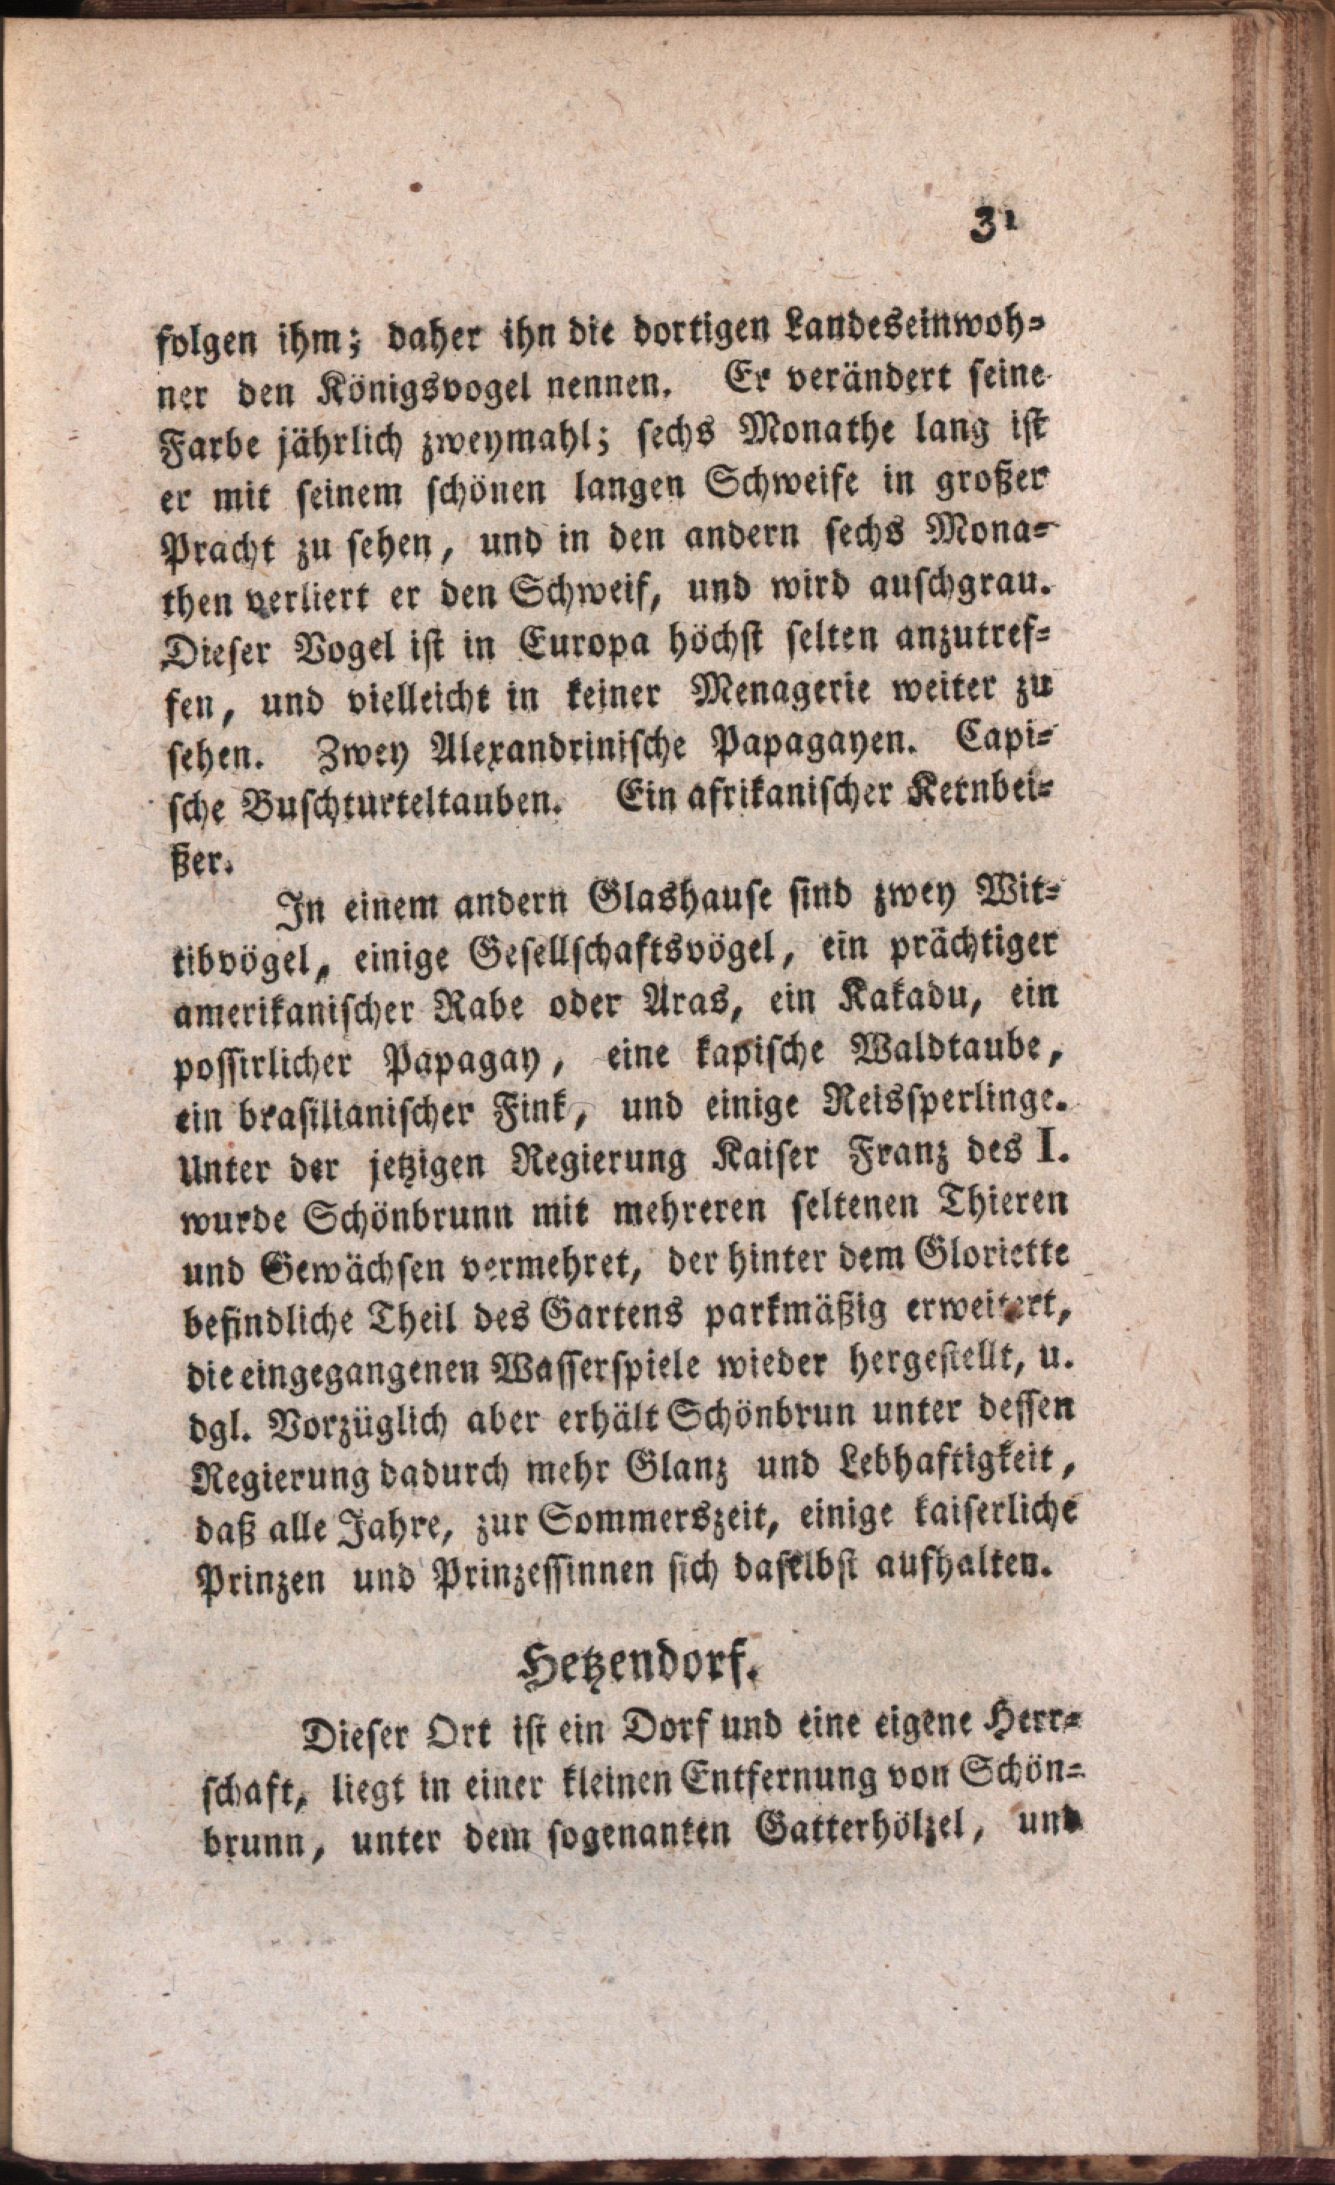 31
folgen ihm; daher ihn die dortigen Landeseinwoh=
ner den Königsvogel nennen. Er verändert seine
Farbe jährlich zweymahl; sechs Monathe lang ist
er mit seinem schönen langen Schweife in großer
Pracht zu sehen, und in den andern sechs Mona=
then verliert er den Schweif, und wird auschgrau.
Dieser Vogel ist in Europa höchst selten anzutref=
fen, und vielleicht in keiner Menagerie weiter zu
sehen. Zwey Alexandrinische Papagayen. Capi=
sche Buschturteltauben. Ein afrikanischer Kernbei=
ßer.
In einem andern Glashause sind zwey Wit=
tibvögel, einige Gesellschaftsvögel, ein prächtiger
amerikanischer Rabe oder Aras, ein Kakadu, ein
possirlicher Papagay, eine kapische Waldtaube,
ein brasilianischer Fink, und einige Reissperlinge.
Unter der jetzigen Regierung Kaiser Franz des I.
wurde Schönbrunn mit mehreren seltenen Thieren
und Gewächsen vermehret, der hinter dem Gloriette
befindliche Theil des Gartens parkmäßig erweitert,
die eingegangenen Wasserspiele wieder hergestellt, u.
dgl. Vorzüglich aber erhält Schönbrun unter dessen
Regierung dadurch mehr Glanz und Lebhaftigkeit,
daß alle Jahre, zur Sommerszeit, einige kaiserliche
Prinzen und Prinzessinnen sich daselbst aufhalten.
Hetzendorf.
Dieser Ort ist ein Dorf und eine eigene Herr=
schaft, liegt in einer kleinen Entfernung von Schön=
brunn, unter dem sogenanten Gatterhölzel, und